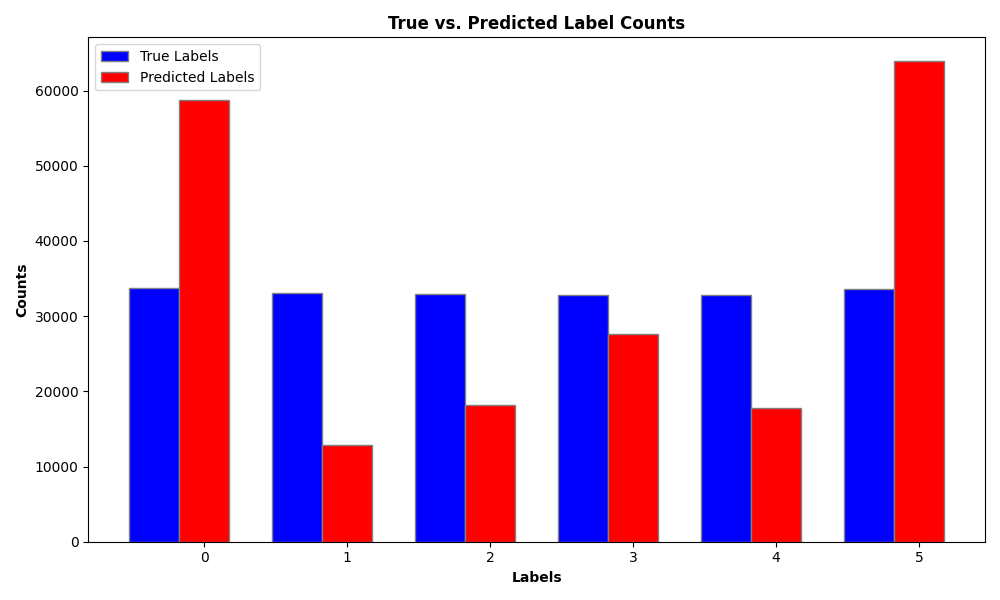 True vs. Predicted Label Counts
True Labels
Predicted Labels
60000
50000
40000
30000
20000
10000
0
Counts
0 1 2 3 4 5
Labels